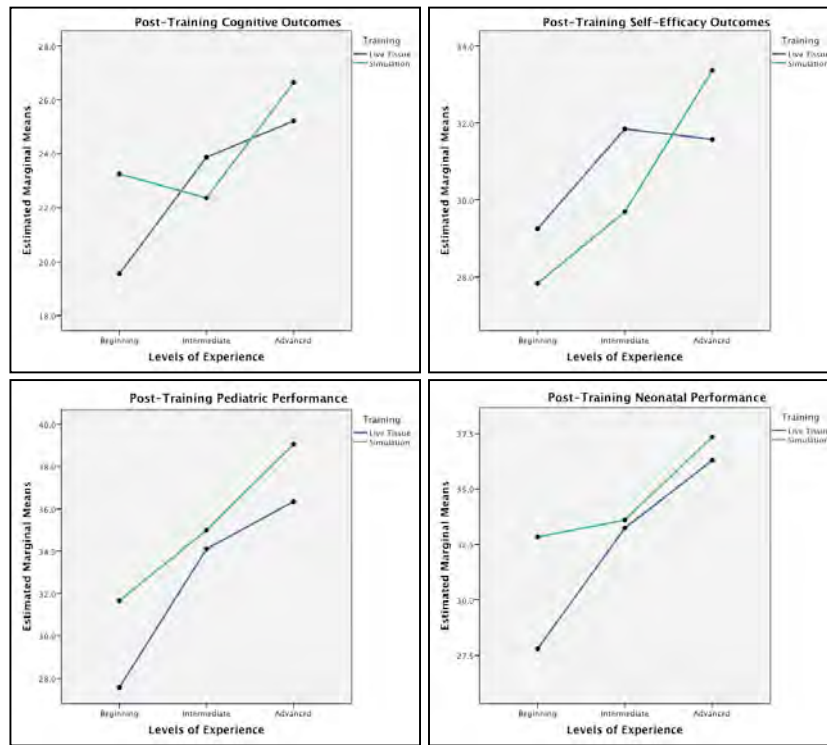 Post-Training Cognitive Outcomes
Training
Live Tissue
Simulation
28.0
26.0
24.0
22.0
20.0
18.0
Estimated Marginal Means
Beginning Intermediate Advanced
Levels of Experience
Post-Training Self-Efficacy Outcomes
Training
Live Tissue
Simulation
34.0
32.0
30.0
28.0
Estimated Marginal Means
Beginning Intermediate Advanced
Levels of Experience
Post-Training Pediatric Performance
Training
Live Tissue
Simulation
40.0
38.0
36.0
34.0
32.0
30.0
28.0
Estimated Marginal Means
Beginning Intermediate Advanced
Levels of Experience
Post-Training Neonatal Performance
Training
Live Tissue
Simulation
37.5
35.0
32.5
30.0
27.5
Estimated Marginal Means
Beginning Intermediate Advanced
Levels of Experience